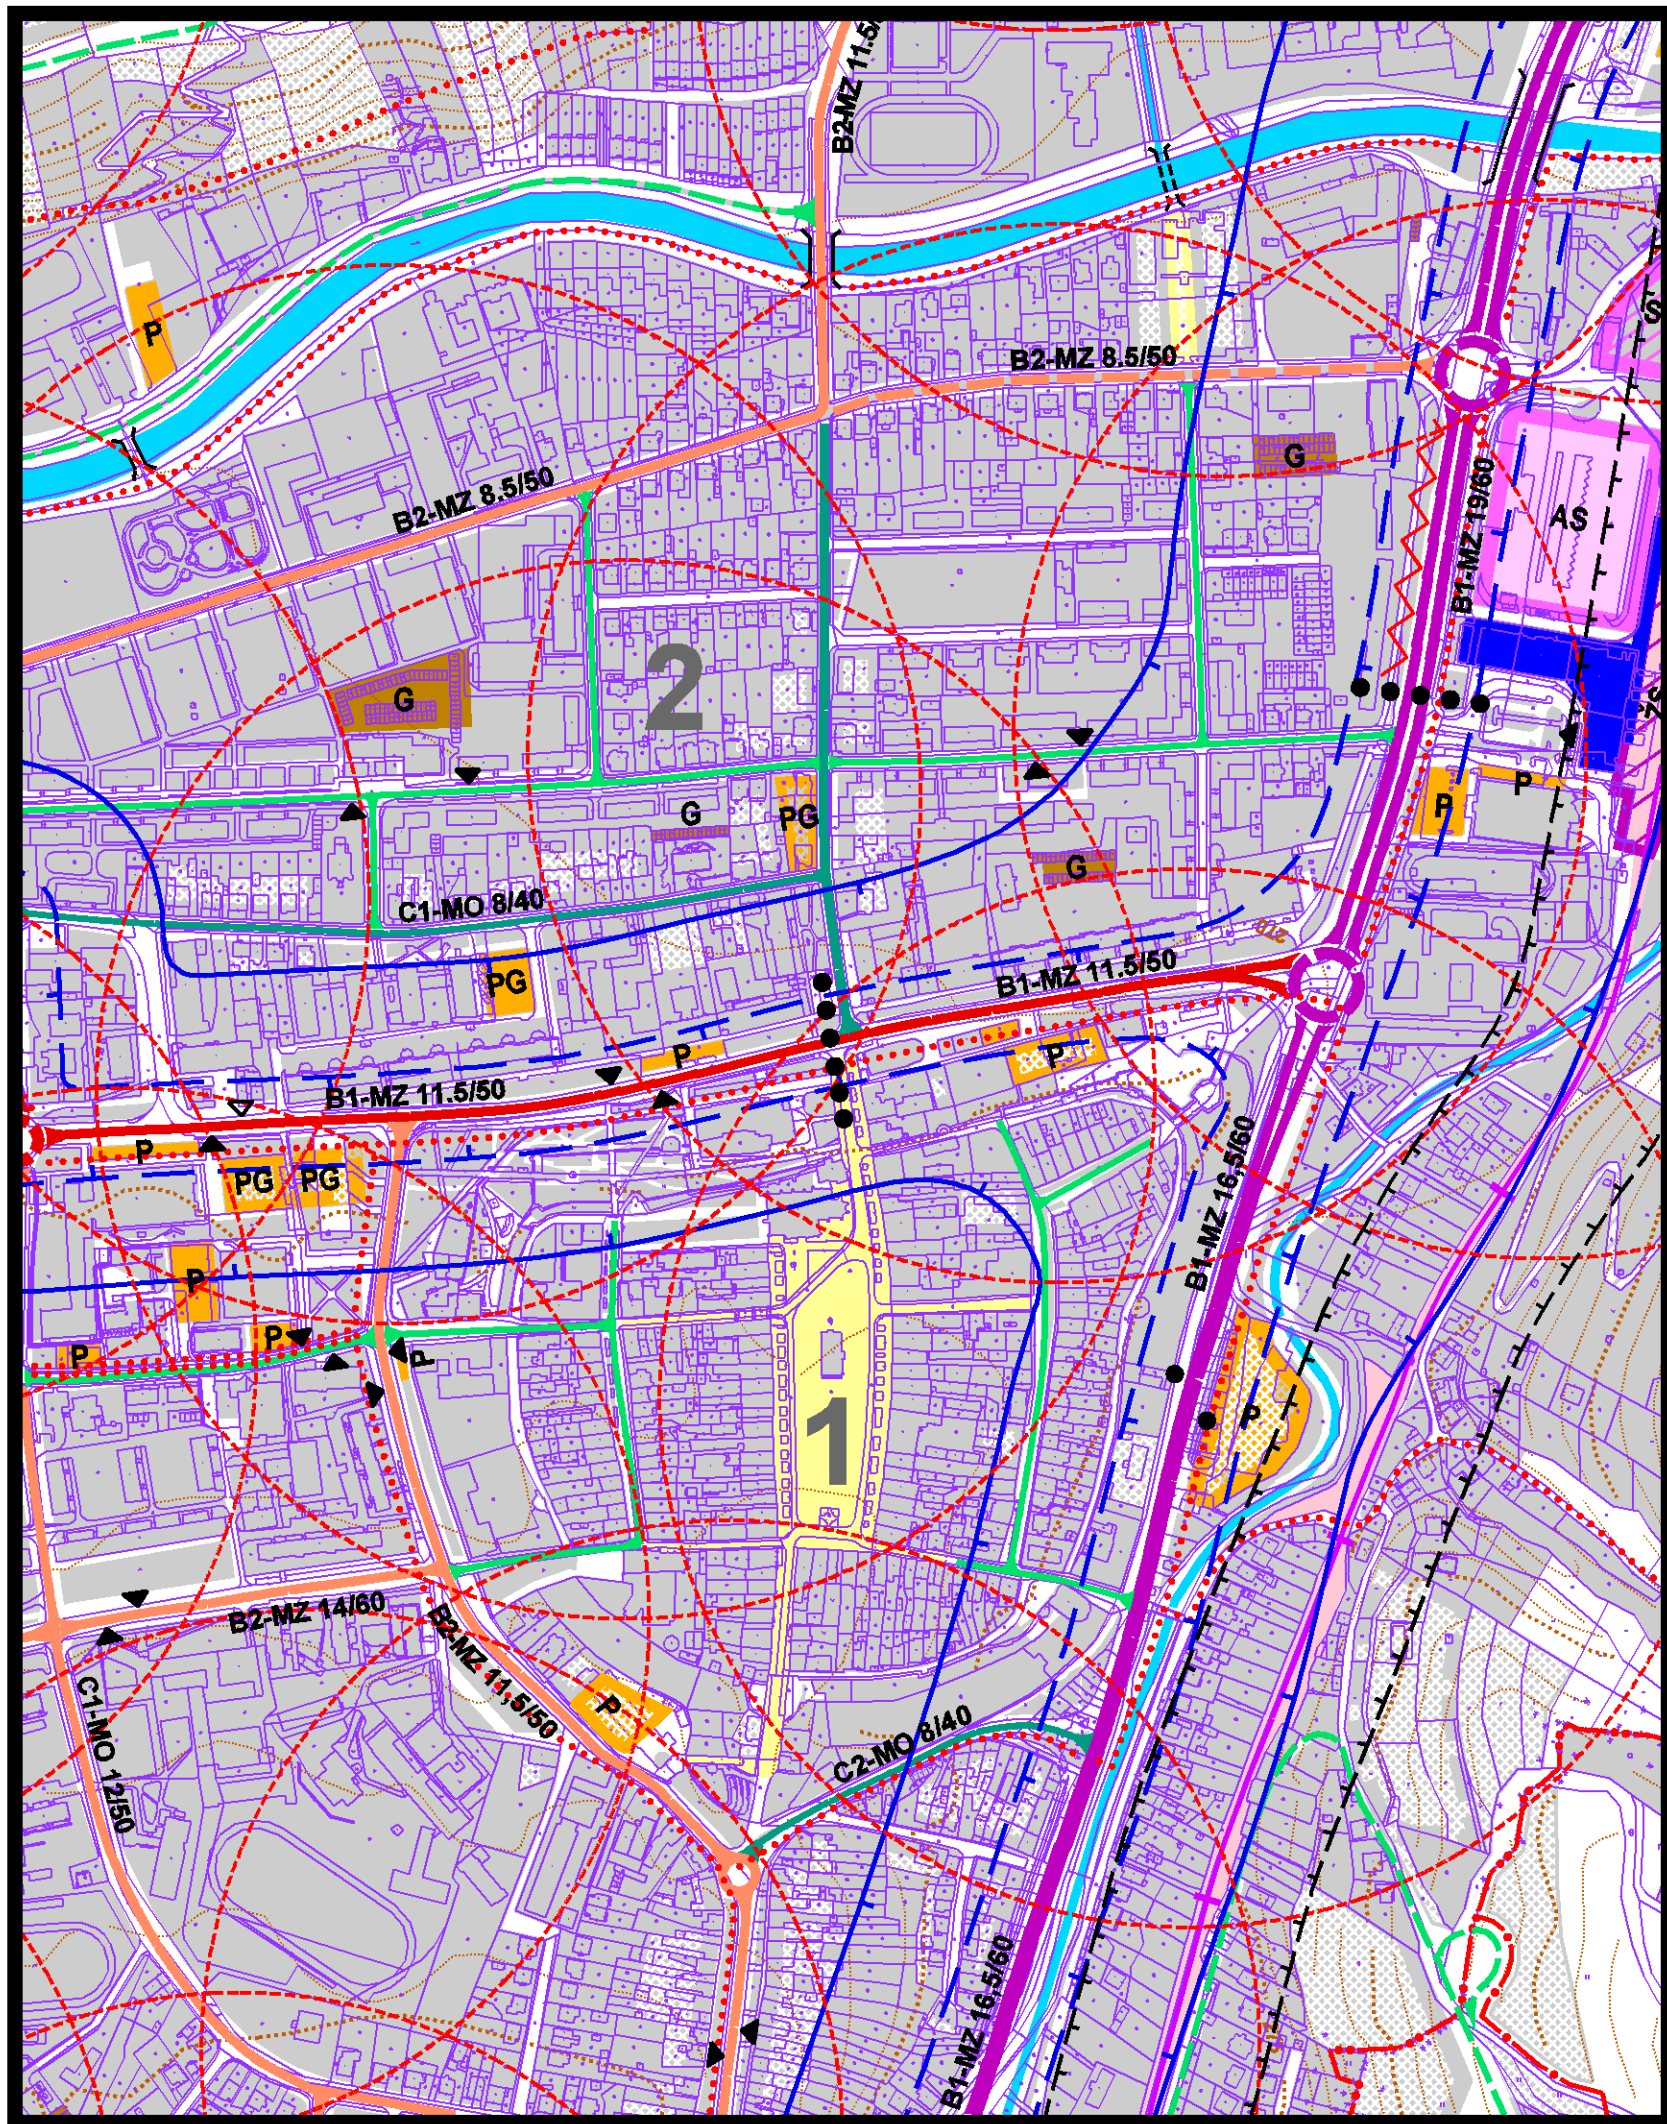 B2-MZ 11.5/
P
B2-MZ 8.5/50
S
G
B2-MZ 8.5/50
B1-MZ 19/60
AS
G
2
P
P
G
PG
G
C1-MO 8/40
218
PG
B1-MZ 11.5/50
P
P
B1-MZ 11.5/50
P
PG
PG
B1-MZ 16,5/60
P
P
P
P
1
P
B2-MZ 14/60
B2-MZ 11,5/50
C1-MO 12/50
P
C2-MO 8/40
B1-MZ 16,5/60